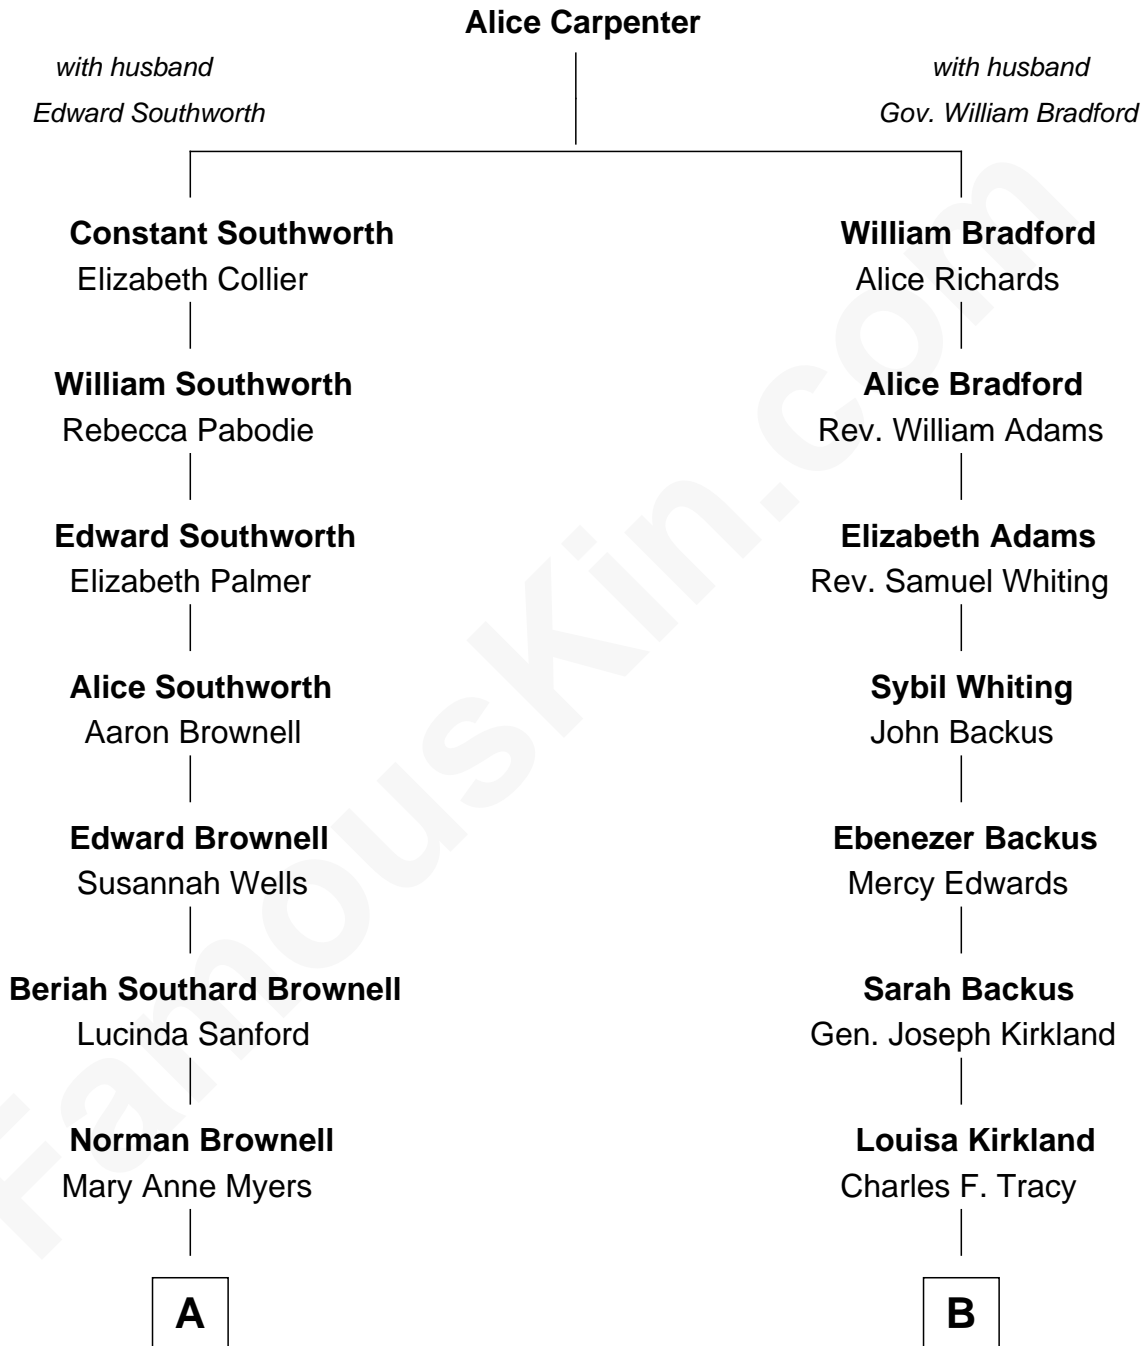 Alice Carpenter
with husband
Edward Southworth
with husband
Gov. William Bradford
Constant Southworth
Elizabeth Collier
William Bradford
Alice Richards
William Southworth
Rebecca Pabodie
Alice Bradford
Rev. William Adams
Edward Southworth
Elizabeth Palmer
Elizabeth Adams
Rev. Samuel Whiting
Alice Southworth
Aaron Brownell
Sybil Whiting
John Backus
Edward Brownell
Susannah Wells
Ebenezer Backus
Mercy Edwards
Beriah Southard Brownell
Lucinda Sanford
Sarah Backus
Gen. Joseph Kirkland
Norman Brownell
Mary Anne Myers
Louisa Kirkland
Charles F. Tracy
A
B
FamousKin.com